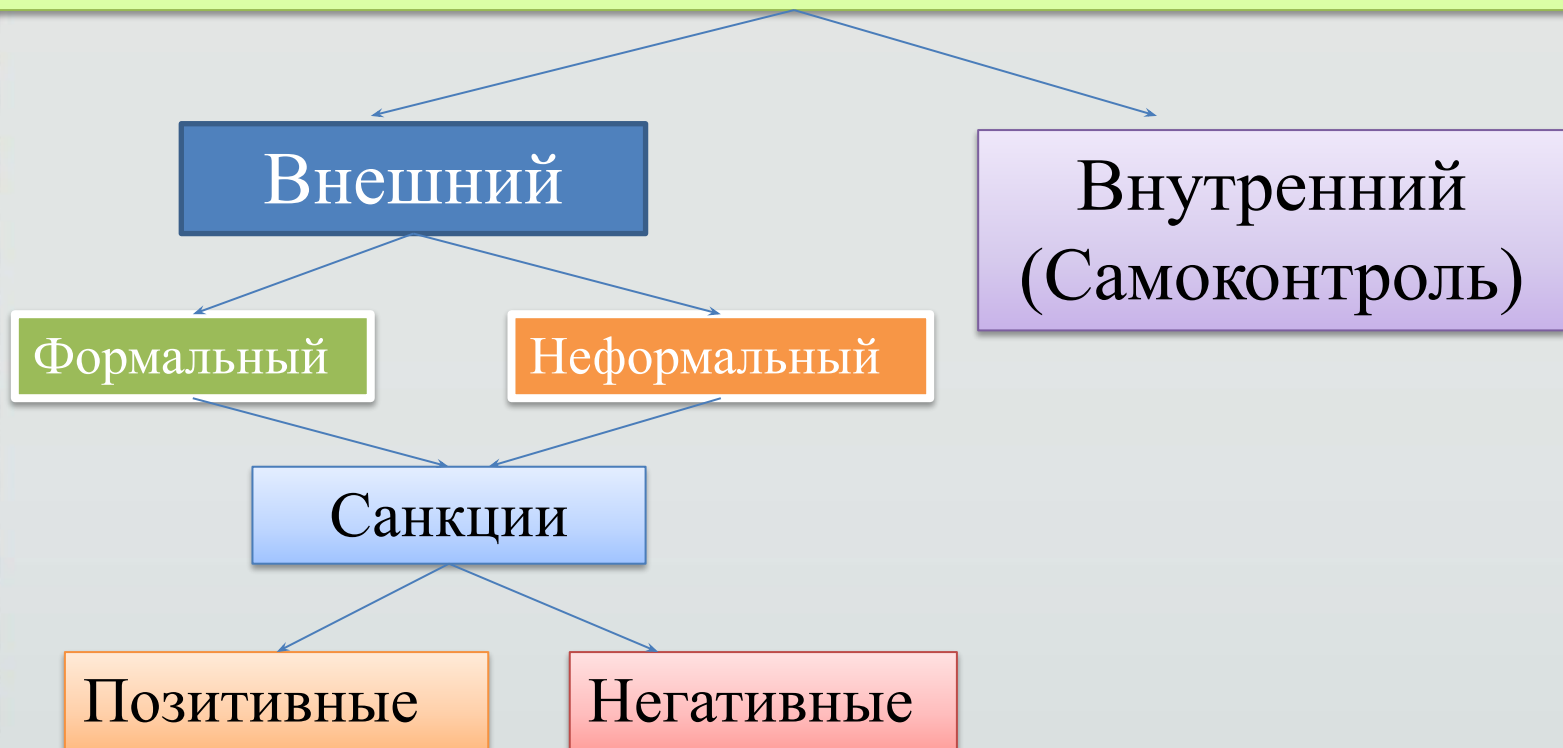 Внешний
Внутренний
(Самоконтроль)
Формальный
Неформальный
Санкции
Позитивные
Негативные